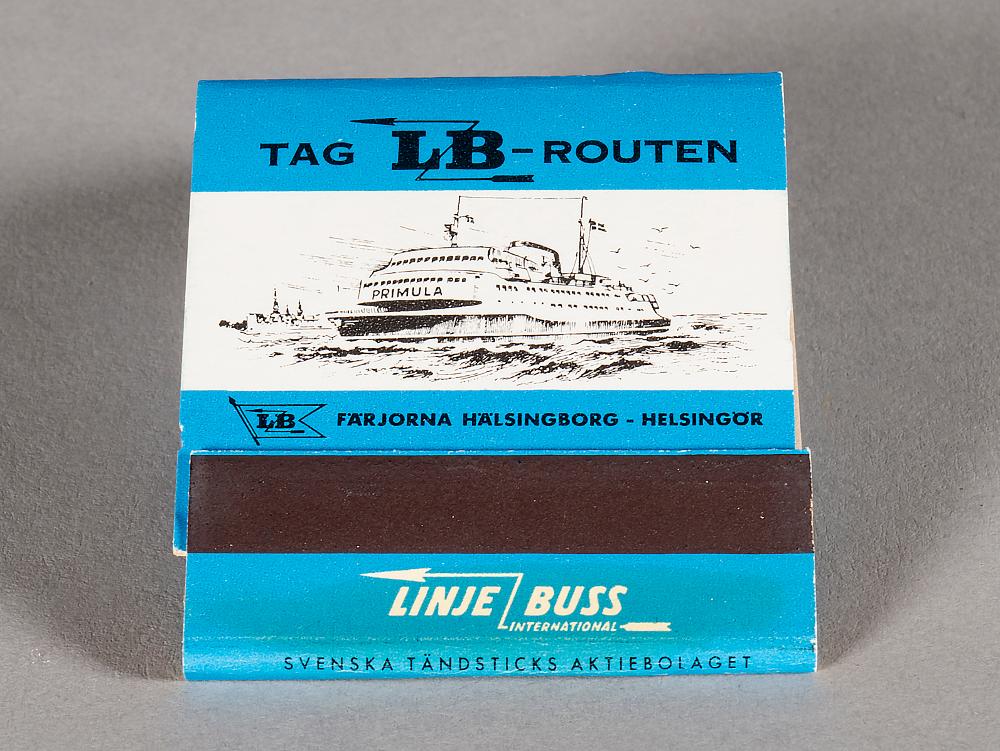 TAG LB-ROUTEN
PRIMULA
LB FÄRJORNA HÄLSINGBORG - HELSINGÖR
LINJE BUSS
INTERNATIONAL
SVENSKA TÄNDSTICKS AKTIEBOLAGET